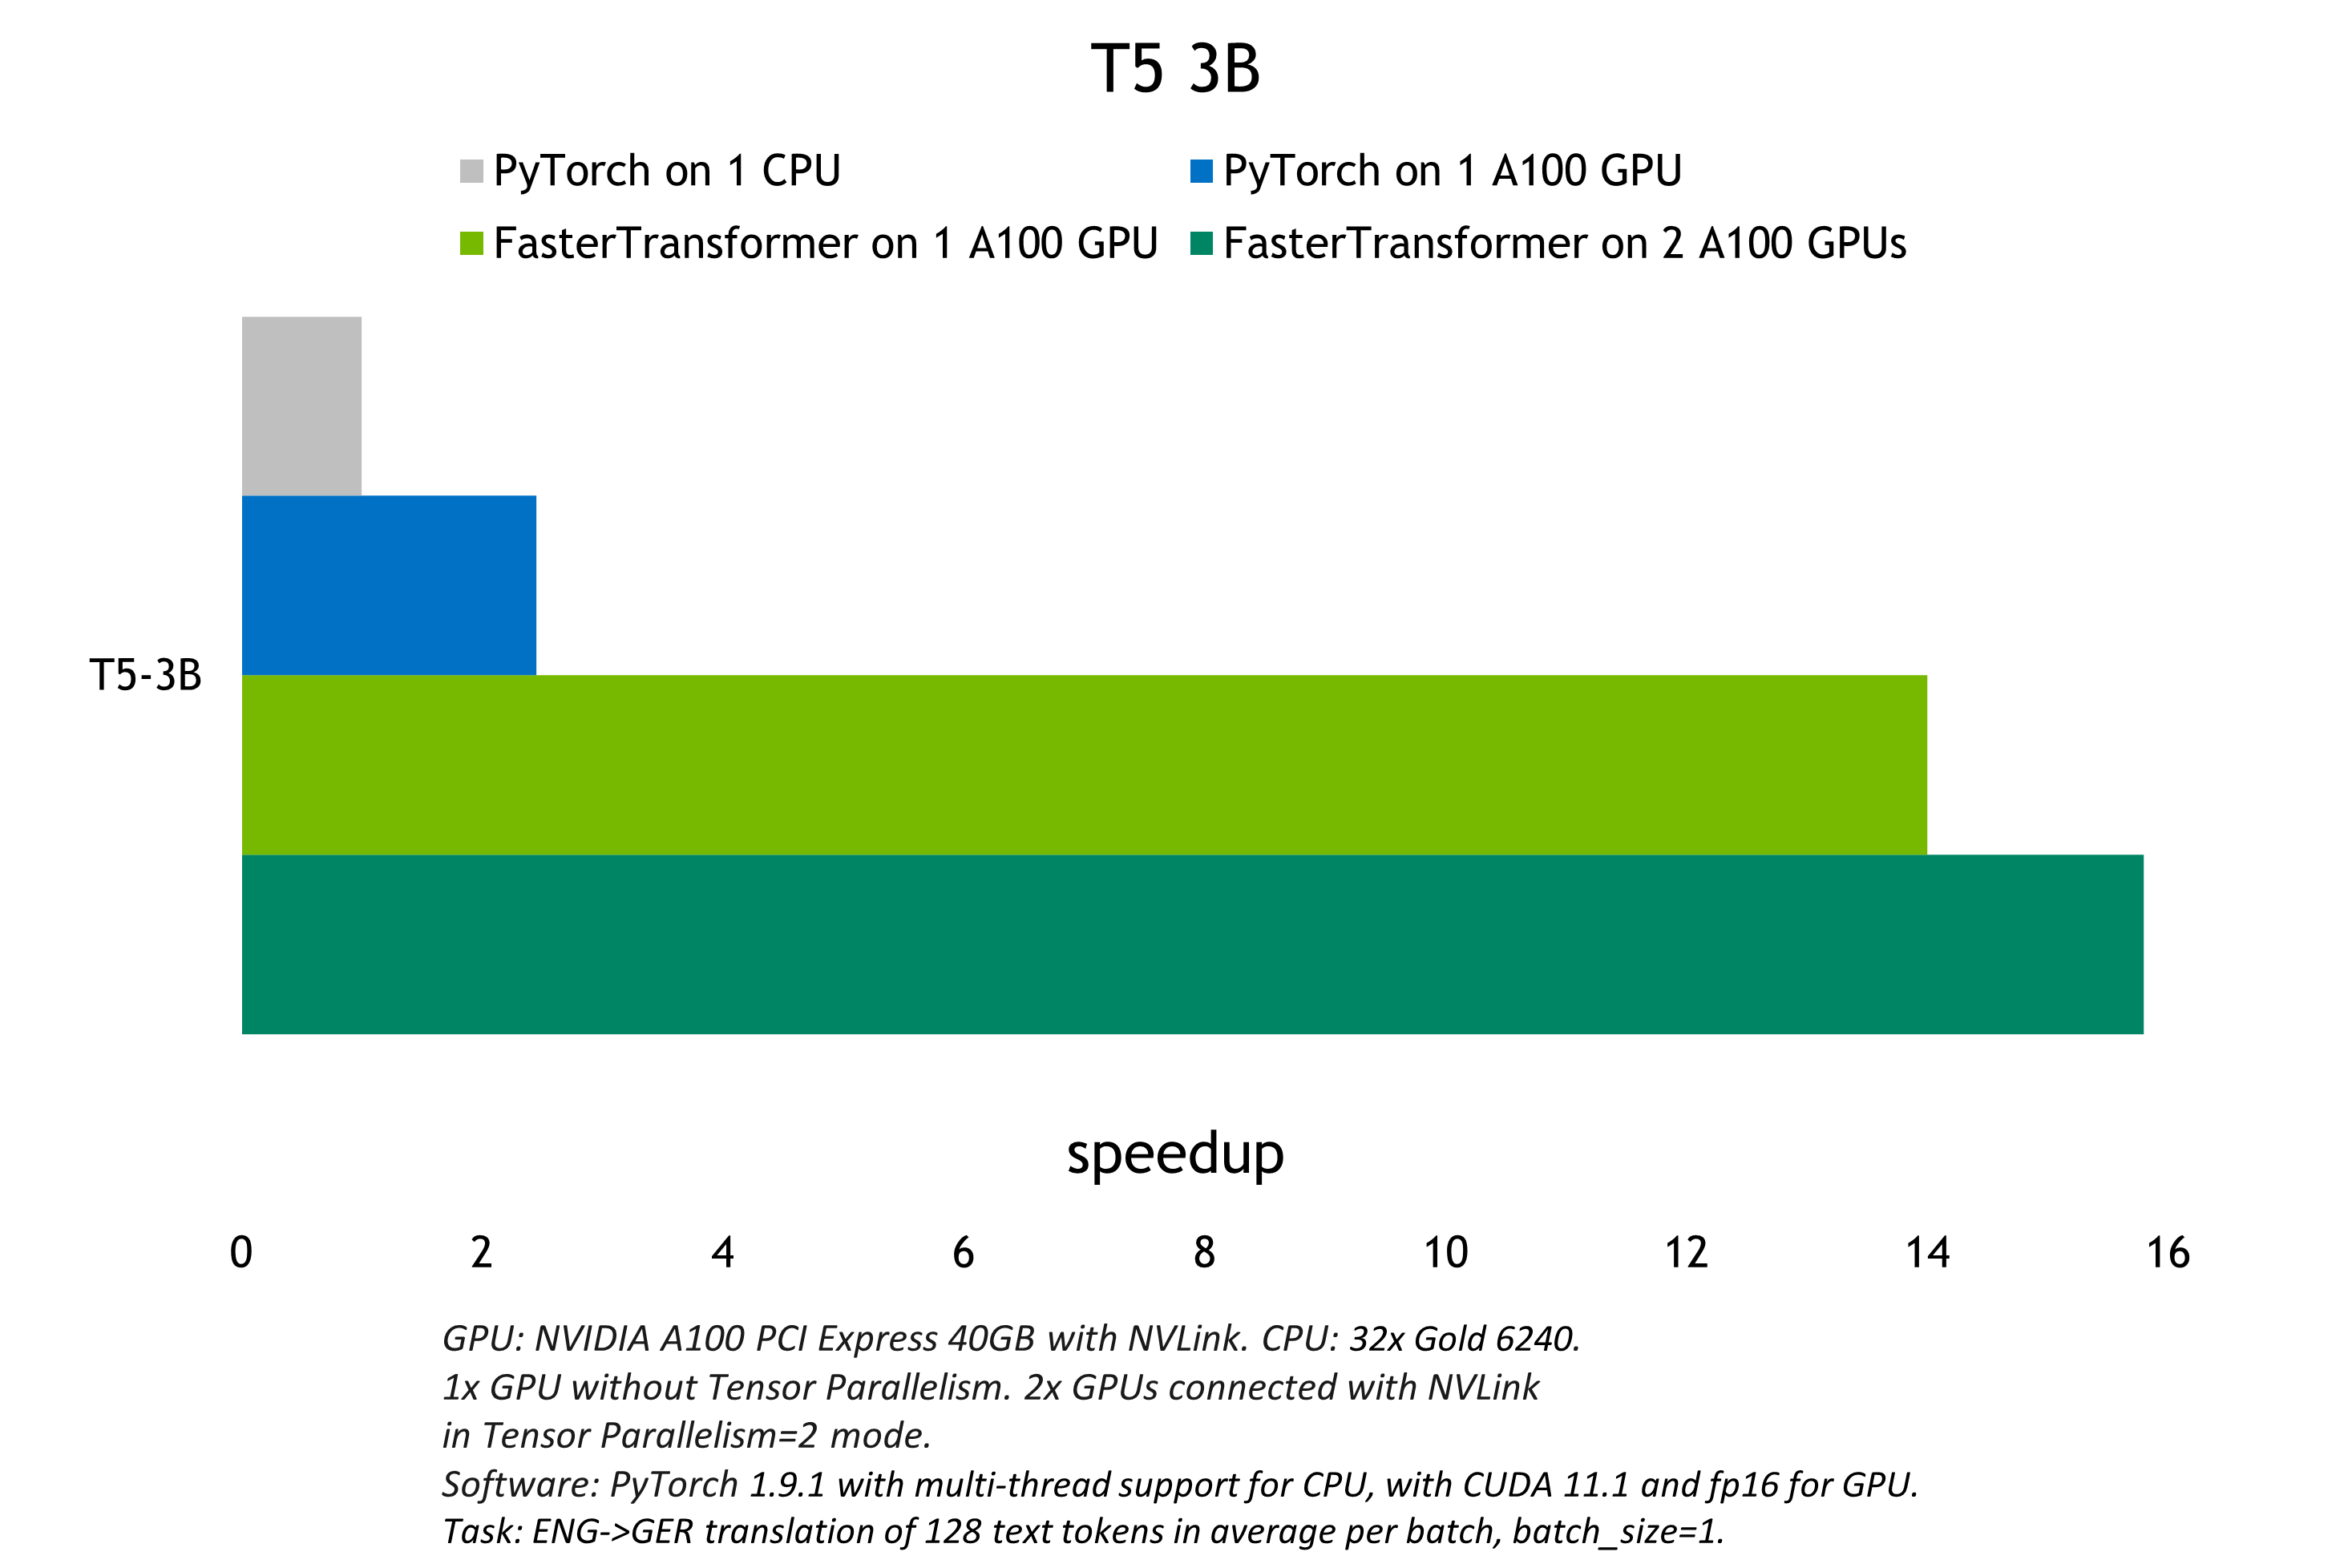 T5 3B
PyTorch on 1 CPU
PyTorch on 1 A100 GPU
FasterTransformer on 1 A100 GPU
FasterTransformer on 2 A100 GPUs
T5-3B
speedup
0 2 4 6 8 10 12 14 16
GPU: NVIDIA A100 PCI Express 40GB with NVLink. CPU: 32x Gold 6240.
1x GPU without Tensor Parallelism. 2x GPUs connected with NVLink
in Tensor Parallelism=2 mode.
Software: PyTorch 1.9.1 with multi-thread support for CPU, with CUDA 11.1 and fp16 for GPU.
Task: ENG->GER translation of 128 text tokens in average per batch, batch_size=1.